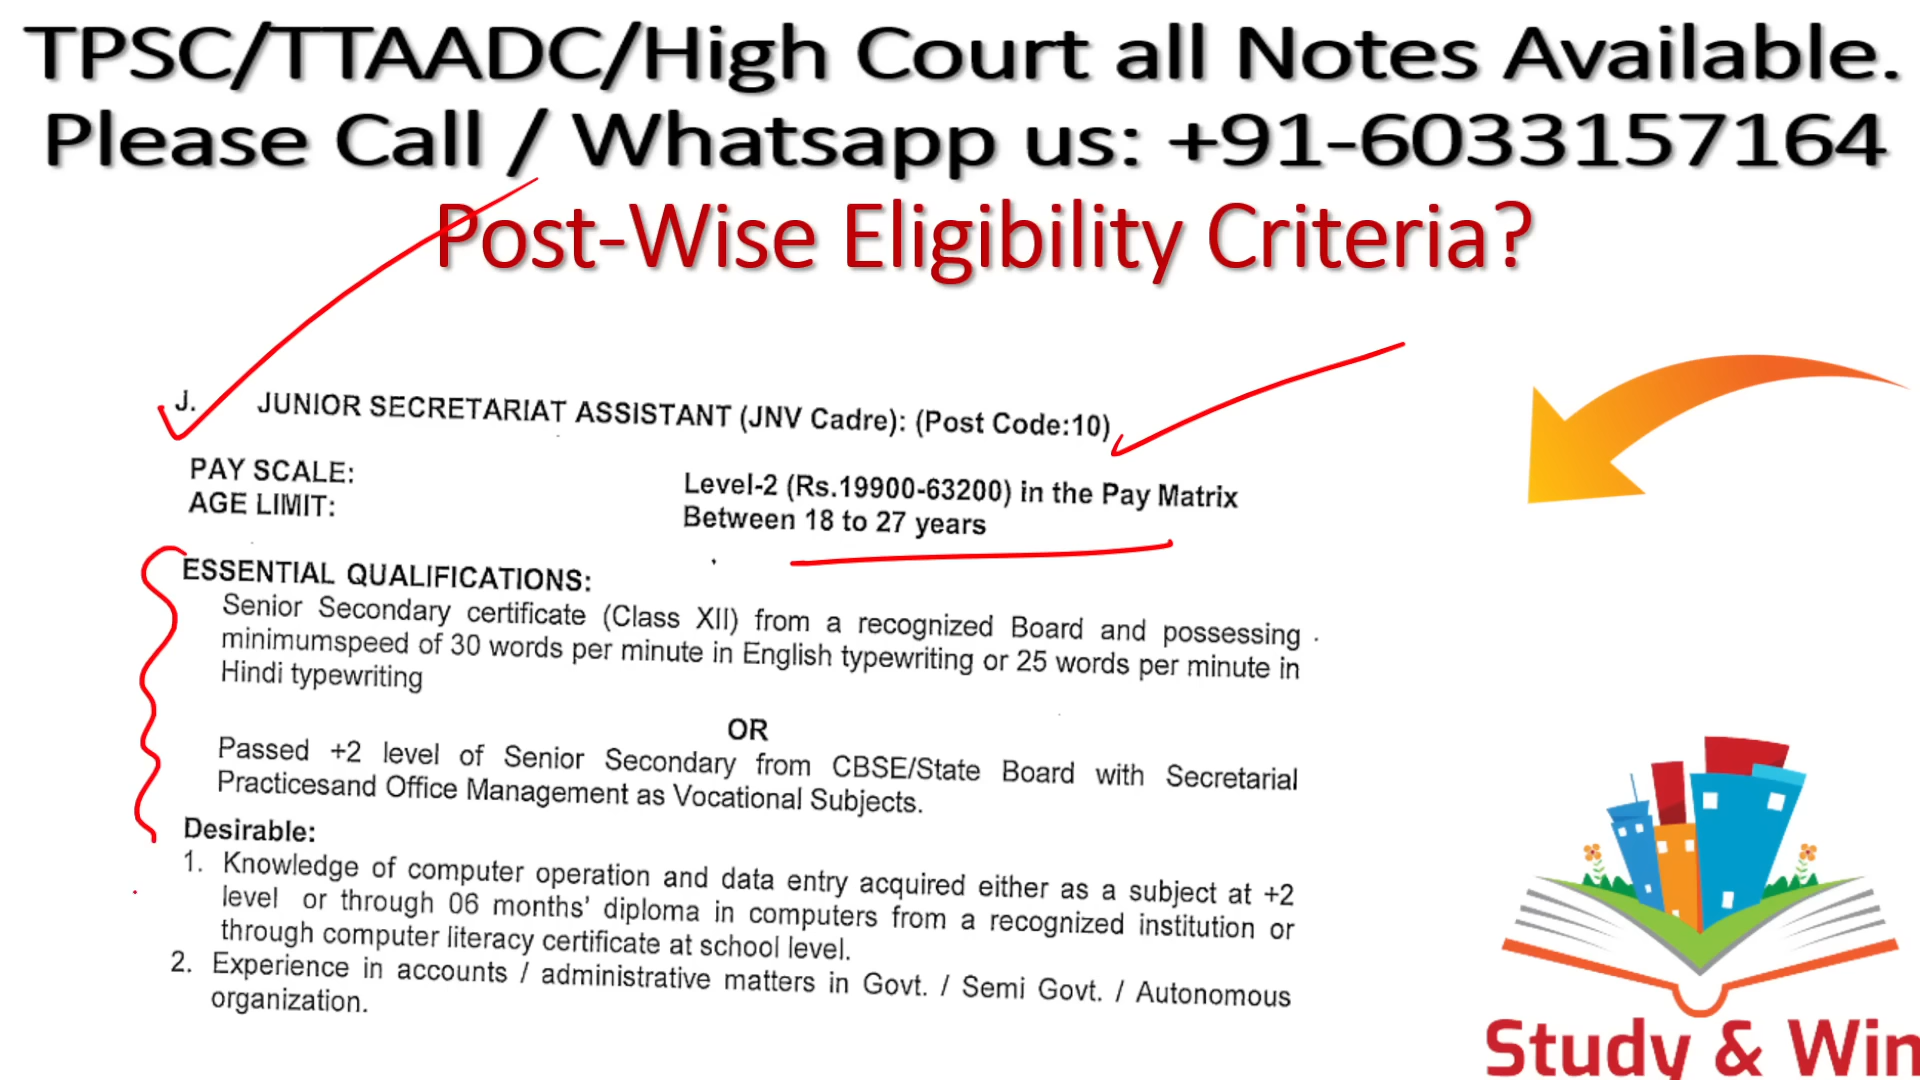 TPSC/TTAADC/High Court all Notes Available.
Please Call / Whatsapp us: +91-6033157164
Post-Wise Eligibility Criteria?
J. JUNIOR SECRETARIAT ASSISTANT (JNV Cadre): (Post Code:10)
PAY SCALE: Level-2 (Rs.19900-63200) in the Pay Matrix
AGE LIMIT: Between 18 to 27 years
ESSENTIAL QUALIFICATIONS:
Senior Secondary certificate (Class XII) from a recognized Board and possessing
minimumspeed of 30 words per minute in English typewriting or 25 words per minute in
Hindi typewriting
OR
Passed +2 level of Senior Secondary from CBSE/State Board with Secretarial
Practicesand Office Management as Vocational Subjects.
Desirable:
1. Knowledge of computer operation and data entry acquired either as a subject at +2
level or through 06 months' diploma in computers from a recognized institution or
through computer literacy certificate at school level.
2. Experience in accounts / administrative matters in Govt. / Semi Govt. / Autonomous
organization.
Study & Win